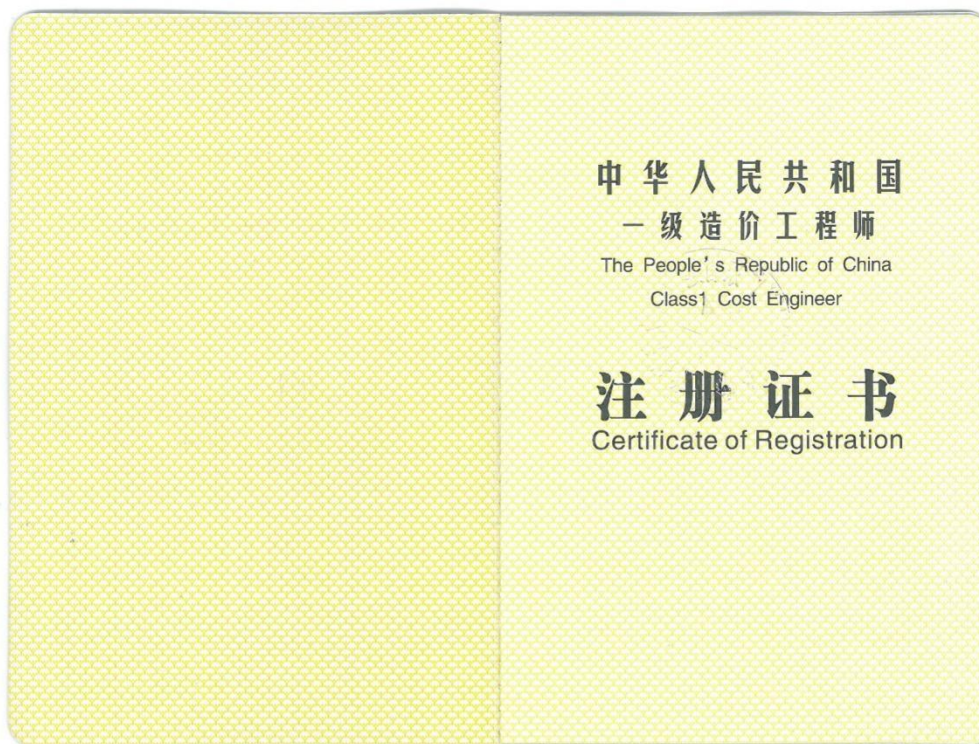 中华人民共和国
一级造价工程师
The People's Republic of China
Class1 Cost Engineer
注册证书
Certificate of Registration